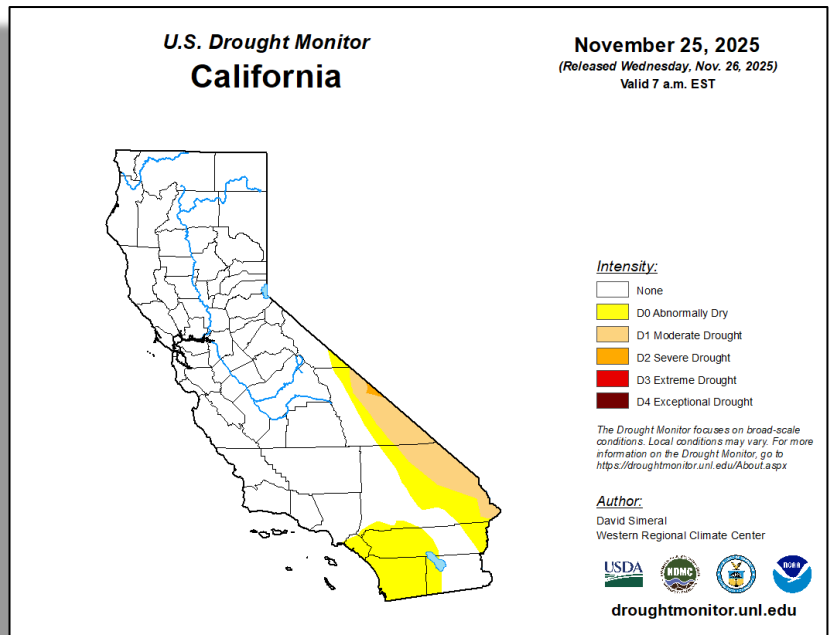 U.S. Drought Monitor
California
November 25, 2025
(Released Wednesday, Nov. 26, 2025)
Valid 7 a.m. EST
Intensity:
None
D0 Abnormally Dry
D1 Moderate Drought
D2 Severe Drought
D3 Extreme Drought
D4 Exceptional Drought
The Drought Monitor focuses on broad-scale
conditions. Local conditions may vary. For more
information on the Drought Monitor, go to
https://droughtmonitor.unl.edu/About.aspx
Author:
David Simeral
Western Regional Climate Center
USDA
NDMC
NOAA
droughtmonitor.unl.edu